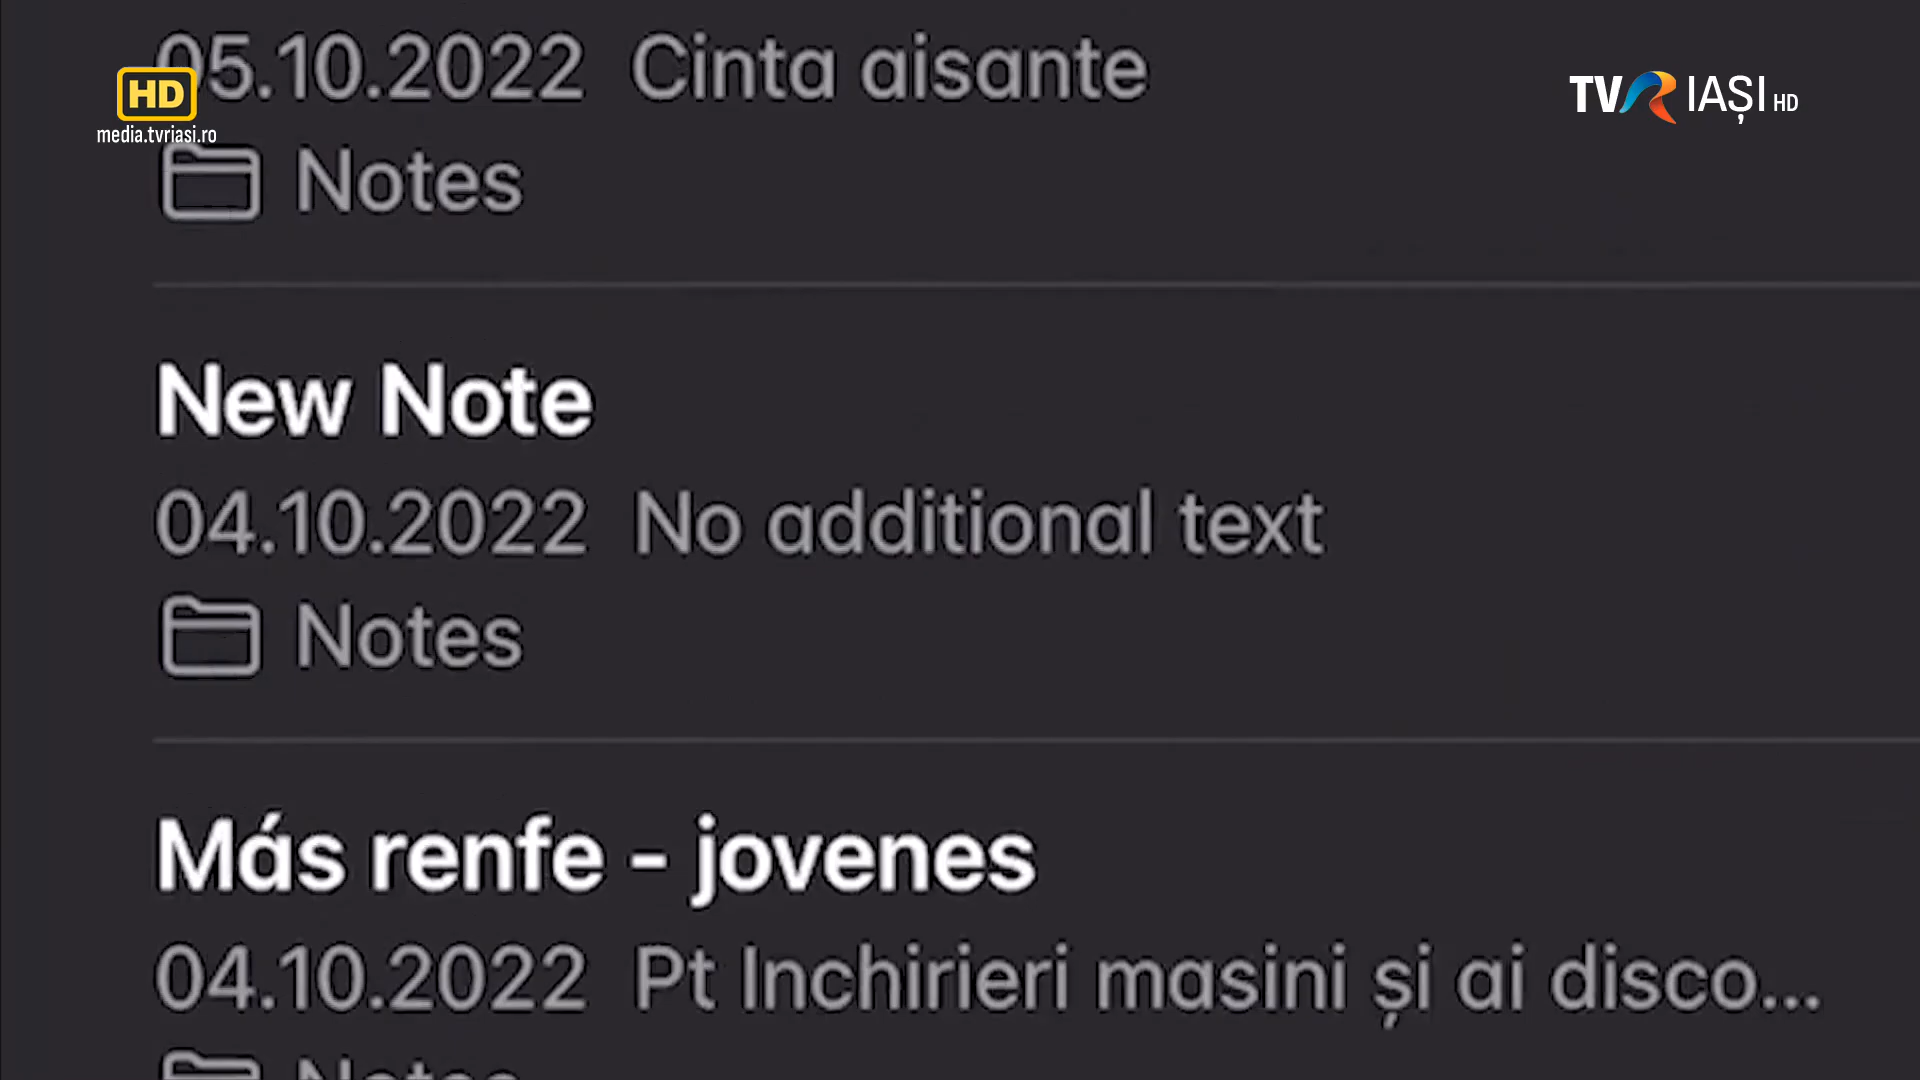 05.10.2022 Cinta aisante
HD
media.tvriasi.ro
TVR IAȘI HD
Notes
New Note
04.10.2022 No additional text
Notes
Más renfe - jovenes
04.10.2022 Pt Inchirieri masini și ai disco...
Notes